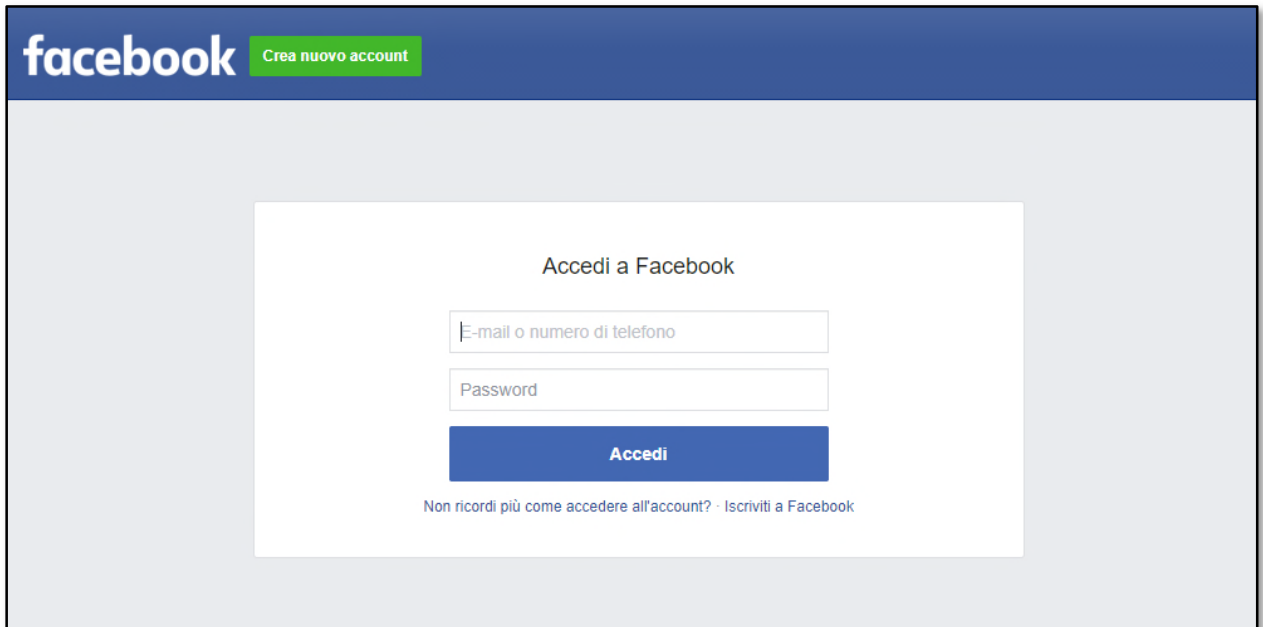 facebook Crea nuovo account
Accedi a Facebook
E-mail o numero di telefono
Password
Accedi
Non ricordi più come accedere all'account? · Iscriviti a Facebook